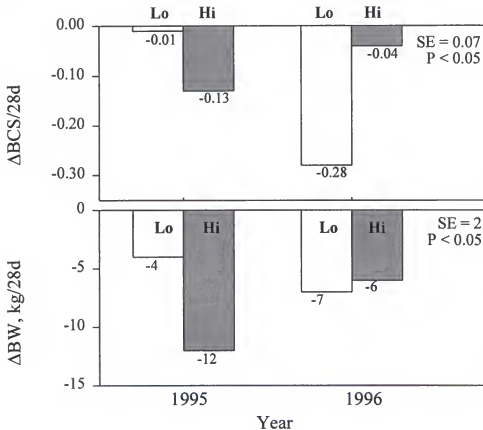 Lo Hi Lo Hi
0.00
-0.01
-0.04
SE = 0.07
P < 0.05
-0.10
-0.13
-0.20
-0.28
-0.30
ΔBCS/28d
0
Lo Hi Lo Hi
SE = 2
P < 0.05
-4
-5
-7
-6
-10
-12
-15
ΔBW, kg/28d
1995 1996
Year